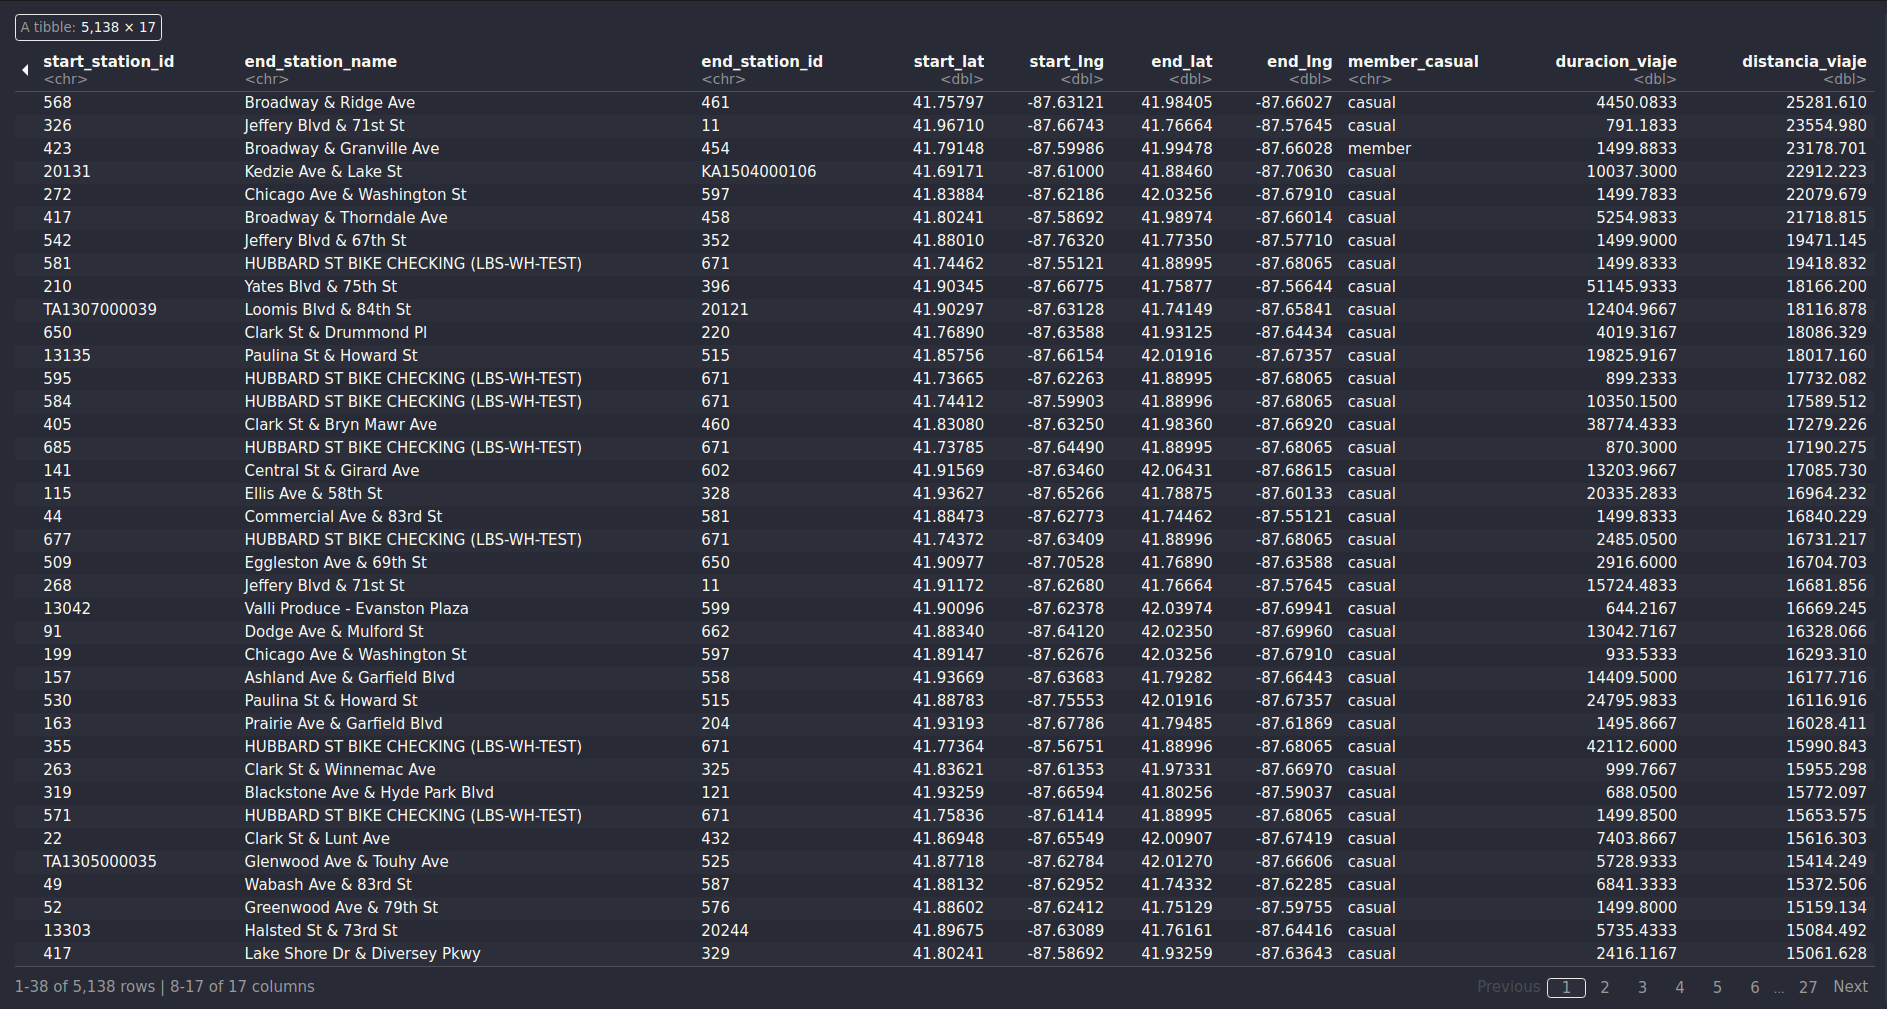 A tibble: 5,138 × 17
start_station_id end_station_name end_station_id start_lat start_lng end_lat end_lng member_casual duracion_viaje distancia_viaje
<chr> <chr> <chr> <dbl> <dbl> <dbl> <dbl> <chr> <dbl> <dbl>
568 Broadway & Ridge Ave 461 41.75797 -87.63121 41.98405 -87.66027 casual 4450.0833 25281.610
326 Jeffery Blvd & 71st St 11 41.96710 -87.66743 41.76664 -87.57645 casual 791.1833 23554.980
423 Broadway & Granville Ave 454 41.79148 -87.59986 41.99478 -87.66028 member 1499.8833 23178.701
20131 Kedzie Ave & Lake St KA1504000106 41.69171 -87.61000 41.88460 -87.70630 casual 10037.3000 22912.223
272 Chicago Ave & Washington St 597 41.83884 -87.62186 42.03256 -87.67910 casual 1499.7833 22079.679
417 Broadway & Thorndale Ave 458 41.80241 -87.58692 41.98974 -87.66014 casual 5254.9833 21718.815
542 Jeffery Blvd & 67th St 352 41.88010 -87.76320 41.77350 -87.57710 casual 1499.9000 19471.145
581 HUBBARD ST BIKE CHECKING (LBS-WH-TEST) 671 41.74462 -87.55121 41.88995 -87.68065 casual 1499.8333 19418.832
210 Yates Blvd & 75th St 396 41.90345 -87.66775 41.75877 -87.56644 casual 51145.9333 18166.200
TA1307000039 Loomis Blvd & 84th St 20121 41.90297 -87.63128 41.74149 -87.65841 casual 12404.9667 18116.878
650 Clark St & Drummond Pl 220 41.76890 -87.63588 41.93125 -87.64434 casual 4019.3167 18086.329
13135 Paulina St & Howard St 515 41.85756 -87.66154 42.01916 -87.67357 casual 19825.9167 18017.160
595 HUBBARD ST BIKE CHECKING (LBS-WH-TEST) 671 41.73665 -87.62263 41.88995 -87.68065 casual 899.2333 17732.082
584 HUBBARD ST BIKE CHECKING (LBS-WH-TEST) 671 41.74412 -87.59903 41.88996 -87.68065 casual 10350.1500 17589.512
405 Clark St & Bryn Mawr Ave 460 41.83080 -87.63250 41.98360 -87.66920 casual 38774.4333 17279.226
685 HUBBARD ST BIKE CHECKING (LBS-WH-TEST) 671 41.73785 -87.64490 41.88995 -87.68065 casual 870.3000 17190.275
141 Central St & Girard Ave 602 41.91569 -87.63460 42.06431 -87.68615 casual 13203.9667 17085.730
115 Ellis Ave & 58th St 328 41.93627 -87.65266 41.78875 -87.60133 casual 20335.2833 16964.232
44 Commercial Ave & 83rd St 581 41.88473 -87.62773 41.74462 -87.55121 casual 1499.8333 16840.229
677 HUBBARD ST BIKE CHECKING (LBS-WH-TEST) 671 41.74372 -87.63409 41.88996 -87.68065 casual 2485.0500 16731.217
509 Eggleston Ave & 69th St 650 41.90977 -87.70528 41.76890 -87.63588 casual 2916.6000 16704.703
268 Jeffery Blvd & 71st St 11 41.91172 -87.62680 41.76664 -87.57645 casual 15724.4833 16681.856
13042 Valli Produce - Evanston Plaza 599 41.90096 -87.62378 42.03974 -87.69941 casual 644.2167 16669.245
91 Dodge Ave & Mulford St 662 41.88340 -87.64120 42.02350 -87.69960 casual 13042.7167 16328.066
199 Chicago Ave & Washington St 597 41.89147 -87.62676 42.03256 -87.67910 casual 933.5333 16293.310
157 Ashland Ave & Garfield Blvd 558 41.93669 -87.63683 41.79282 -87.66443 casual 14409.5000 16177.716
530 Paulina St & Howard St 515 41.88783 -87.75553 42.01916 -87.67357 casual 24795.9833 16116.916
163 Prairie Ave & Garfield Blvd 204 41.93193 -87.67786 41.79485 -87.61869 casual 1495.8667 16028.411
355 HUBBARD ST BIKE CHECKING (LBS-WH-TEST) 671 41.77364 -87.56751 41.88996 -87.68065 casual 42112.6000 15990.843
263 Clark St & Winnemac Ave 325 41.83621 -87.61353 41.97331 -87.66970 casual 999.7667 15955.298
319 Blackstone Ave & Hyde Park Blvd 121 41.93259 -87.66594 41.80256 -87.59037 casual 688.0500 15772.097
571 HUBBARD ST BIKE CHECKING (LBS-WH-TEST) 671 41.75836 -87.61414 41.88995 -87.68065 casual 1499.8500 15653.575
22 Clark St & Lunt Ave 432 41.86948 -87.65549 42.00907 -87.67419 casual 7403.8667 15616.303
TA1305000035 Glenwood Ave & Touhy Ave 525 41.87718 -87.62784 42.01270 -87.66606 casual 5728.9333 15414.249
49 Wabash Ave & 83rd St 587 41.88132 -87.62952 41.74332 -87.62285 casual 6841.3333 15372.506
52 Greenwood Ave & 79th St 576 41.88602 -87.62412 41.75129 -87.59755 casual 1499.8000 15159.134
13303 Halsted St & 73rd St 20244 41.89675 -87.63089 41.76161 -87.64416 casual 5735.4333 15084.492
417 Lake Shore Dr & Diversey Pkwy 329 41.80241 -87.58692 41.93259 -87.63643 casual 2416.1167 15061.628
1-38 of 5,138 rows | 8-17 of 17 columns Previous 1 2 3 4 5 6 ... 27 Next